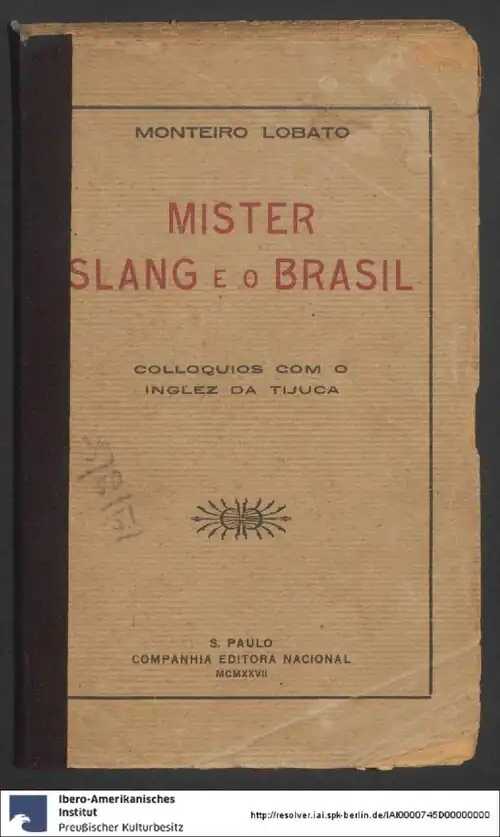 MONTEIRO LOBATO
MISTER
SLANG E O BRASIL
COLLOQUIOS COM O
INGLEZ DA TIJUCA
S. PAULO
COMPANHIA EDITORA NACIONAL
MCMXXVII
Ibero-Amerikanisches
Institut
Preußischer Kulturbesitz
http://resolver.iai.spk-berlin.de/IAI0000745D00000000